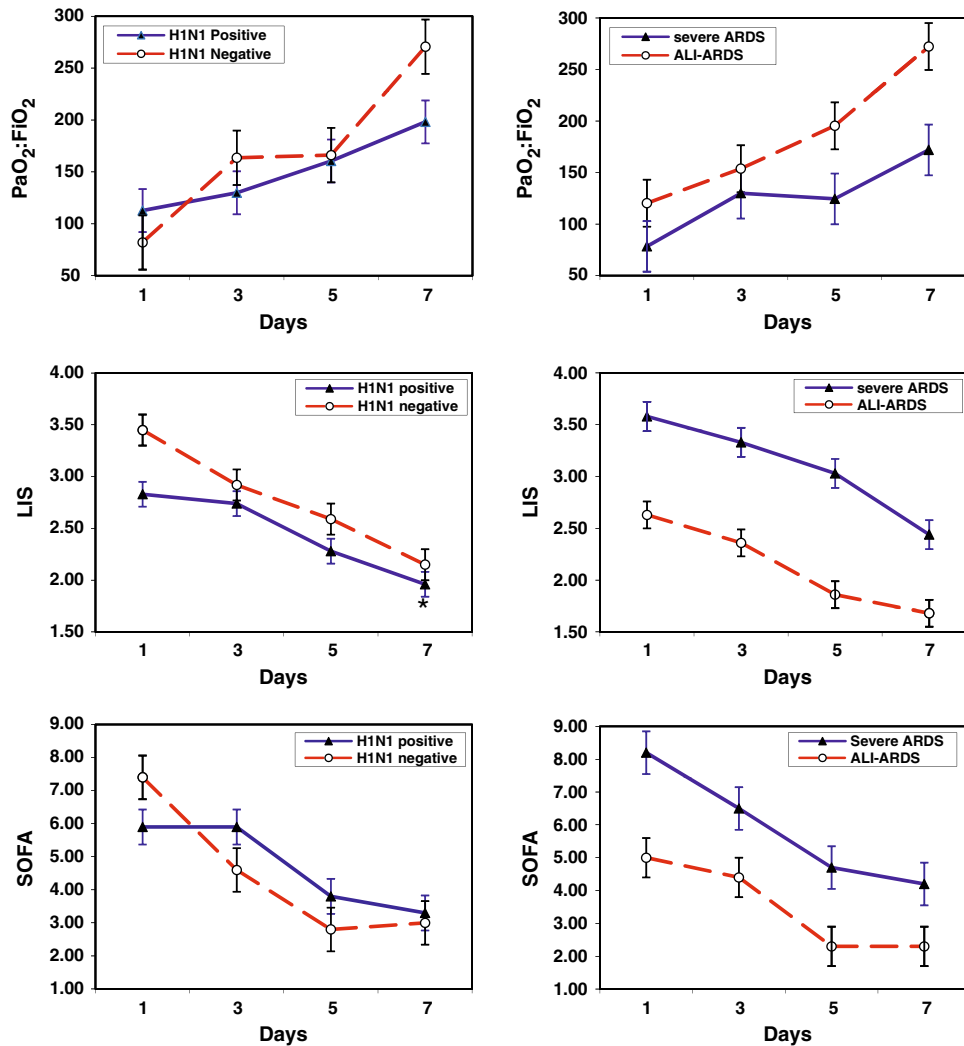 300
250
200
150
100
50
PaO2:FiO2
H1N1 Positive
H1N1 Negative
1 3 5 7
Days
300
250
200
150
100
50
PaO2:FiO2
severe ARDS
ALI-ARDS
1 3 5 7
Days
4.00
3.50
3.00
2.50
2.00
1.50
LIS
H1N1 positive
H1N1 negative
*
1 3 5 7
Days
4.00
3.50
3.00
2.50
2.00
1.50
LIS
severe ARDS
ALI-ARDS
1 3 5 7
Days
9.00
8.00
7.00
6.00
5.00
4.00
3.00
2.00
1.00
SOFA
H1N1 positive
H1N1 negative
1 3 5 7
Days
9.00
8.00
7.00
6.00
5.00
4.00
3.00
2.00
1.00
SOFA
Severe ARDS
ALI-ARDS
1 3 5 7
Days